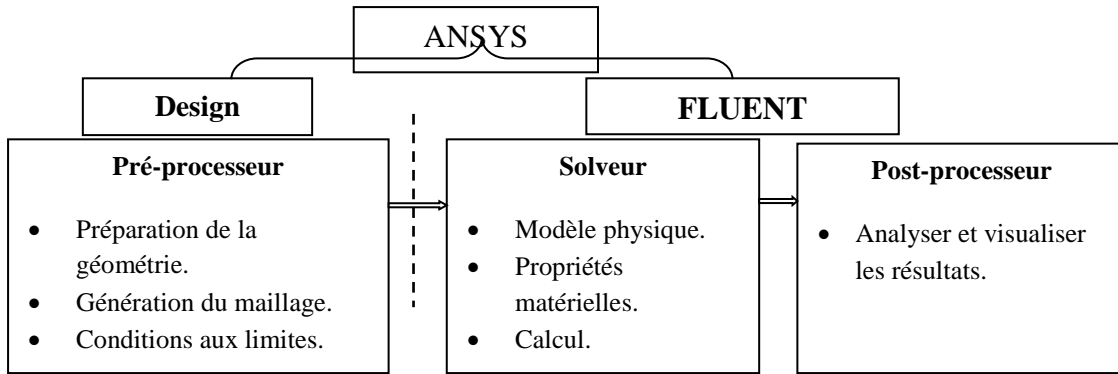 ANSYS
Design
FLUENT
Pré-processeur
• Préparation de la
géométrie.
• Génération du maillage.
• Conditions aux limites.
Solveur
• Modèle physique.
• Propriétés
matérielles.
• Calcul.
Post-processeur
• Analyser et visualiser
les résultats.